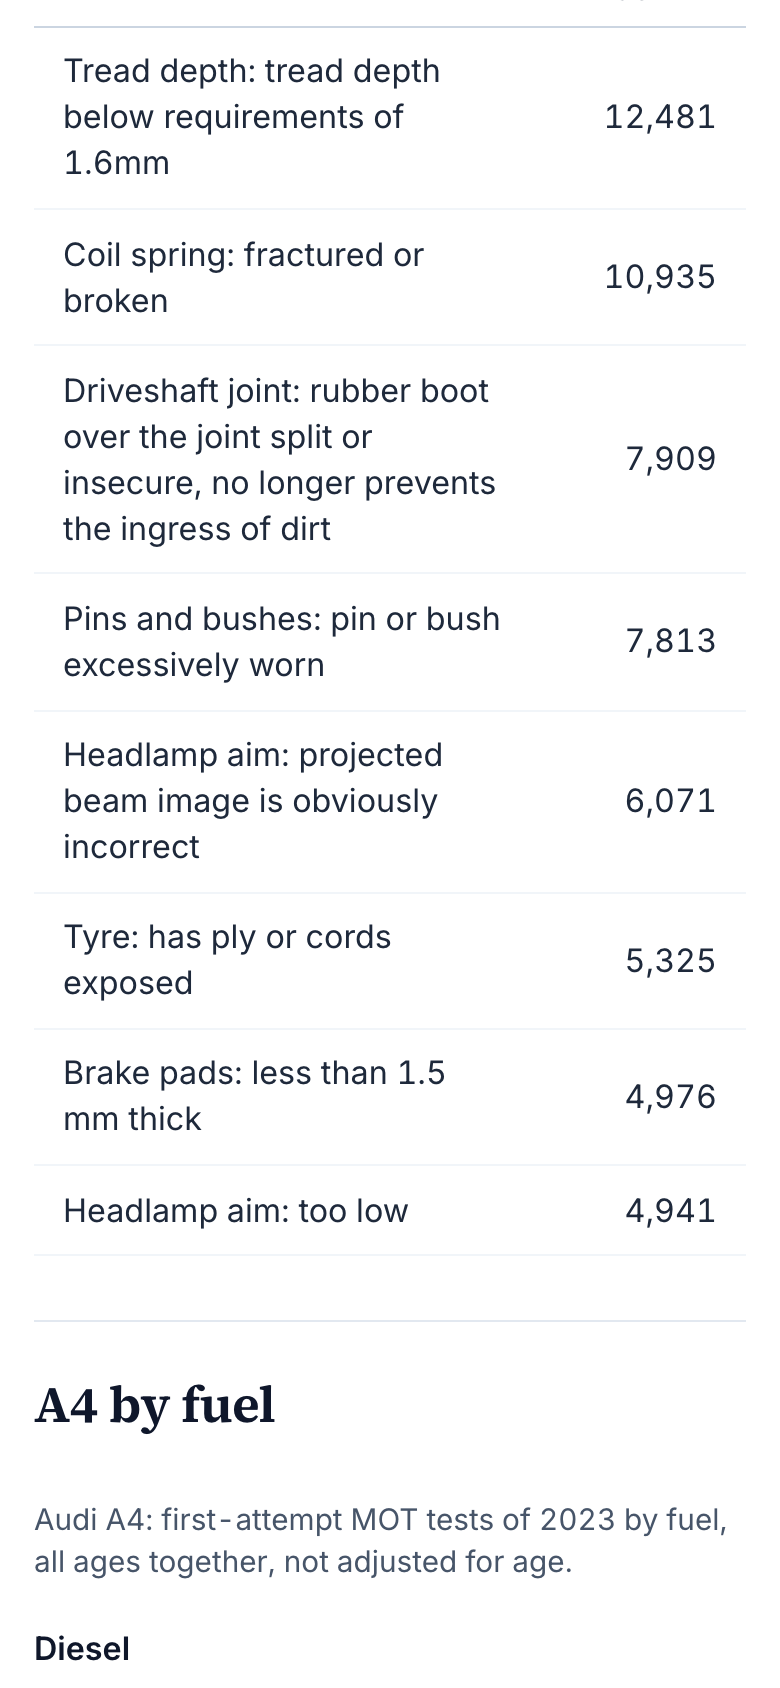 Tread depth: tread depth
below requirements of
1.6mm
12,481
Coil spring: fractured or
broken
10,935
Driveshaft joint: rubber boot
over the joint split or
insecure, no longer prevents
the ingress of dirt
7,909
Pins and bushes: pin or bush
excessively worn
7,813
Headlamp aim: projected
beam image is obviously
incorrect
6,071
Tyre: has ply or cords
exposed
5,325
Brake pads: less than 1.5
mm thick
4,976
Headlamp aim: too low
4,941
A4 by fuel
Audi A4: first-attempt MOT tests of 2023 by fuel,
all ages together, not adjusted for age.
Diesel